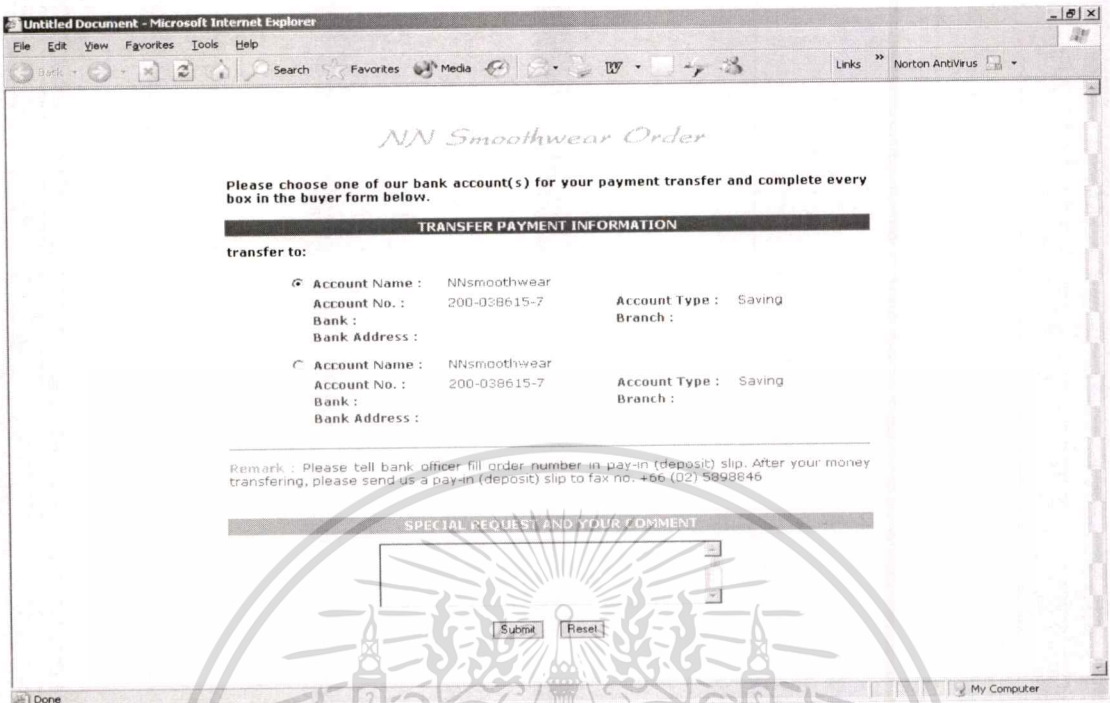 Untitled Document - Microsoft Internet Explorer
File Edit View Favorites Tools Help
Back Search Favorites Media Links » Norton AntiVirus
NN Smoothwear Order
Please choose one of our bank account(s) for your payment transfer and complete every
box in the buyer form below.
TRANSFER PAYMENT INFORMATION
transfer to:
Account Name : NNsmoothwear
Account No. : 200-038615-7 Account Type : Saving
Bank : Branch :
Bank Address :
Account Name : NNsmoothwear
Account No. : 200-038615-7 Account Type : Saving
Bank : Branch :
Bank Address :
Remark : Please tell bank officer fill order number in pay-in (deposit) slip. After your money
transfering, please send us a pay-in (deposit) slip to fax no. +66 (02) 5898846
SPECIAL REQUEST AND YOUR COMMENT
Submit Reset
Done My Computer